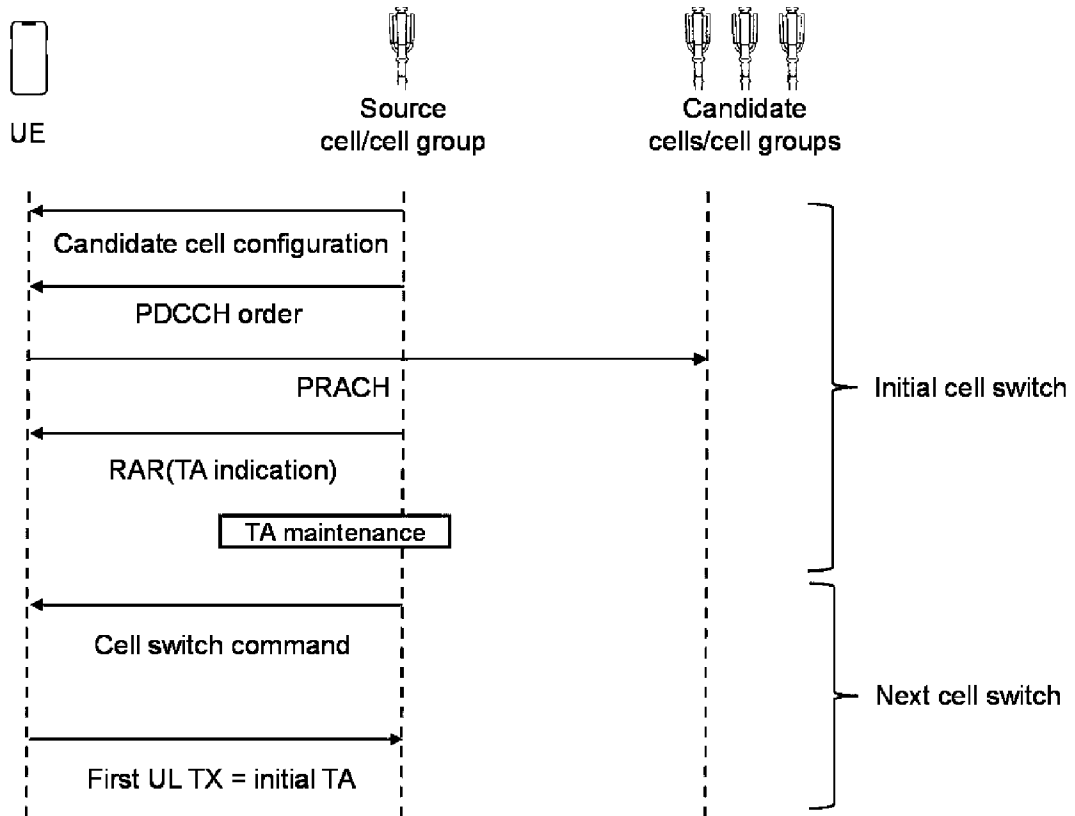 UE
Source
cell/cell group
Candidate
cells/cell groups
Candidate cell configuration
PDCCH order
PRACH
Initial cell switch
RAR(TA indication)
TA maintenance
Cell switch command
Next cell switch
First UL TX = initial TA